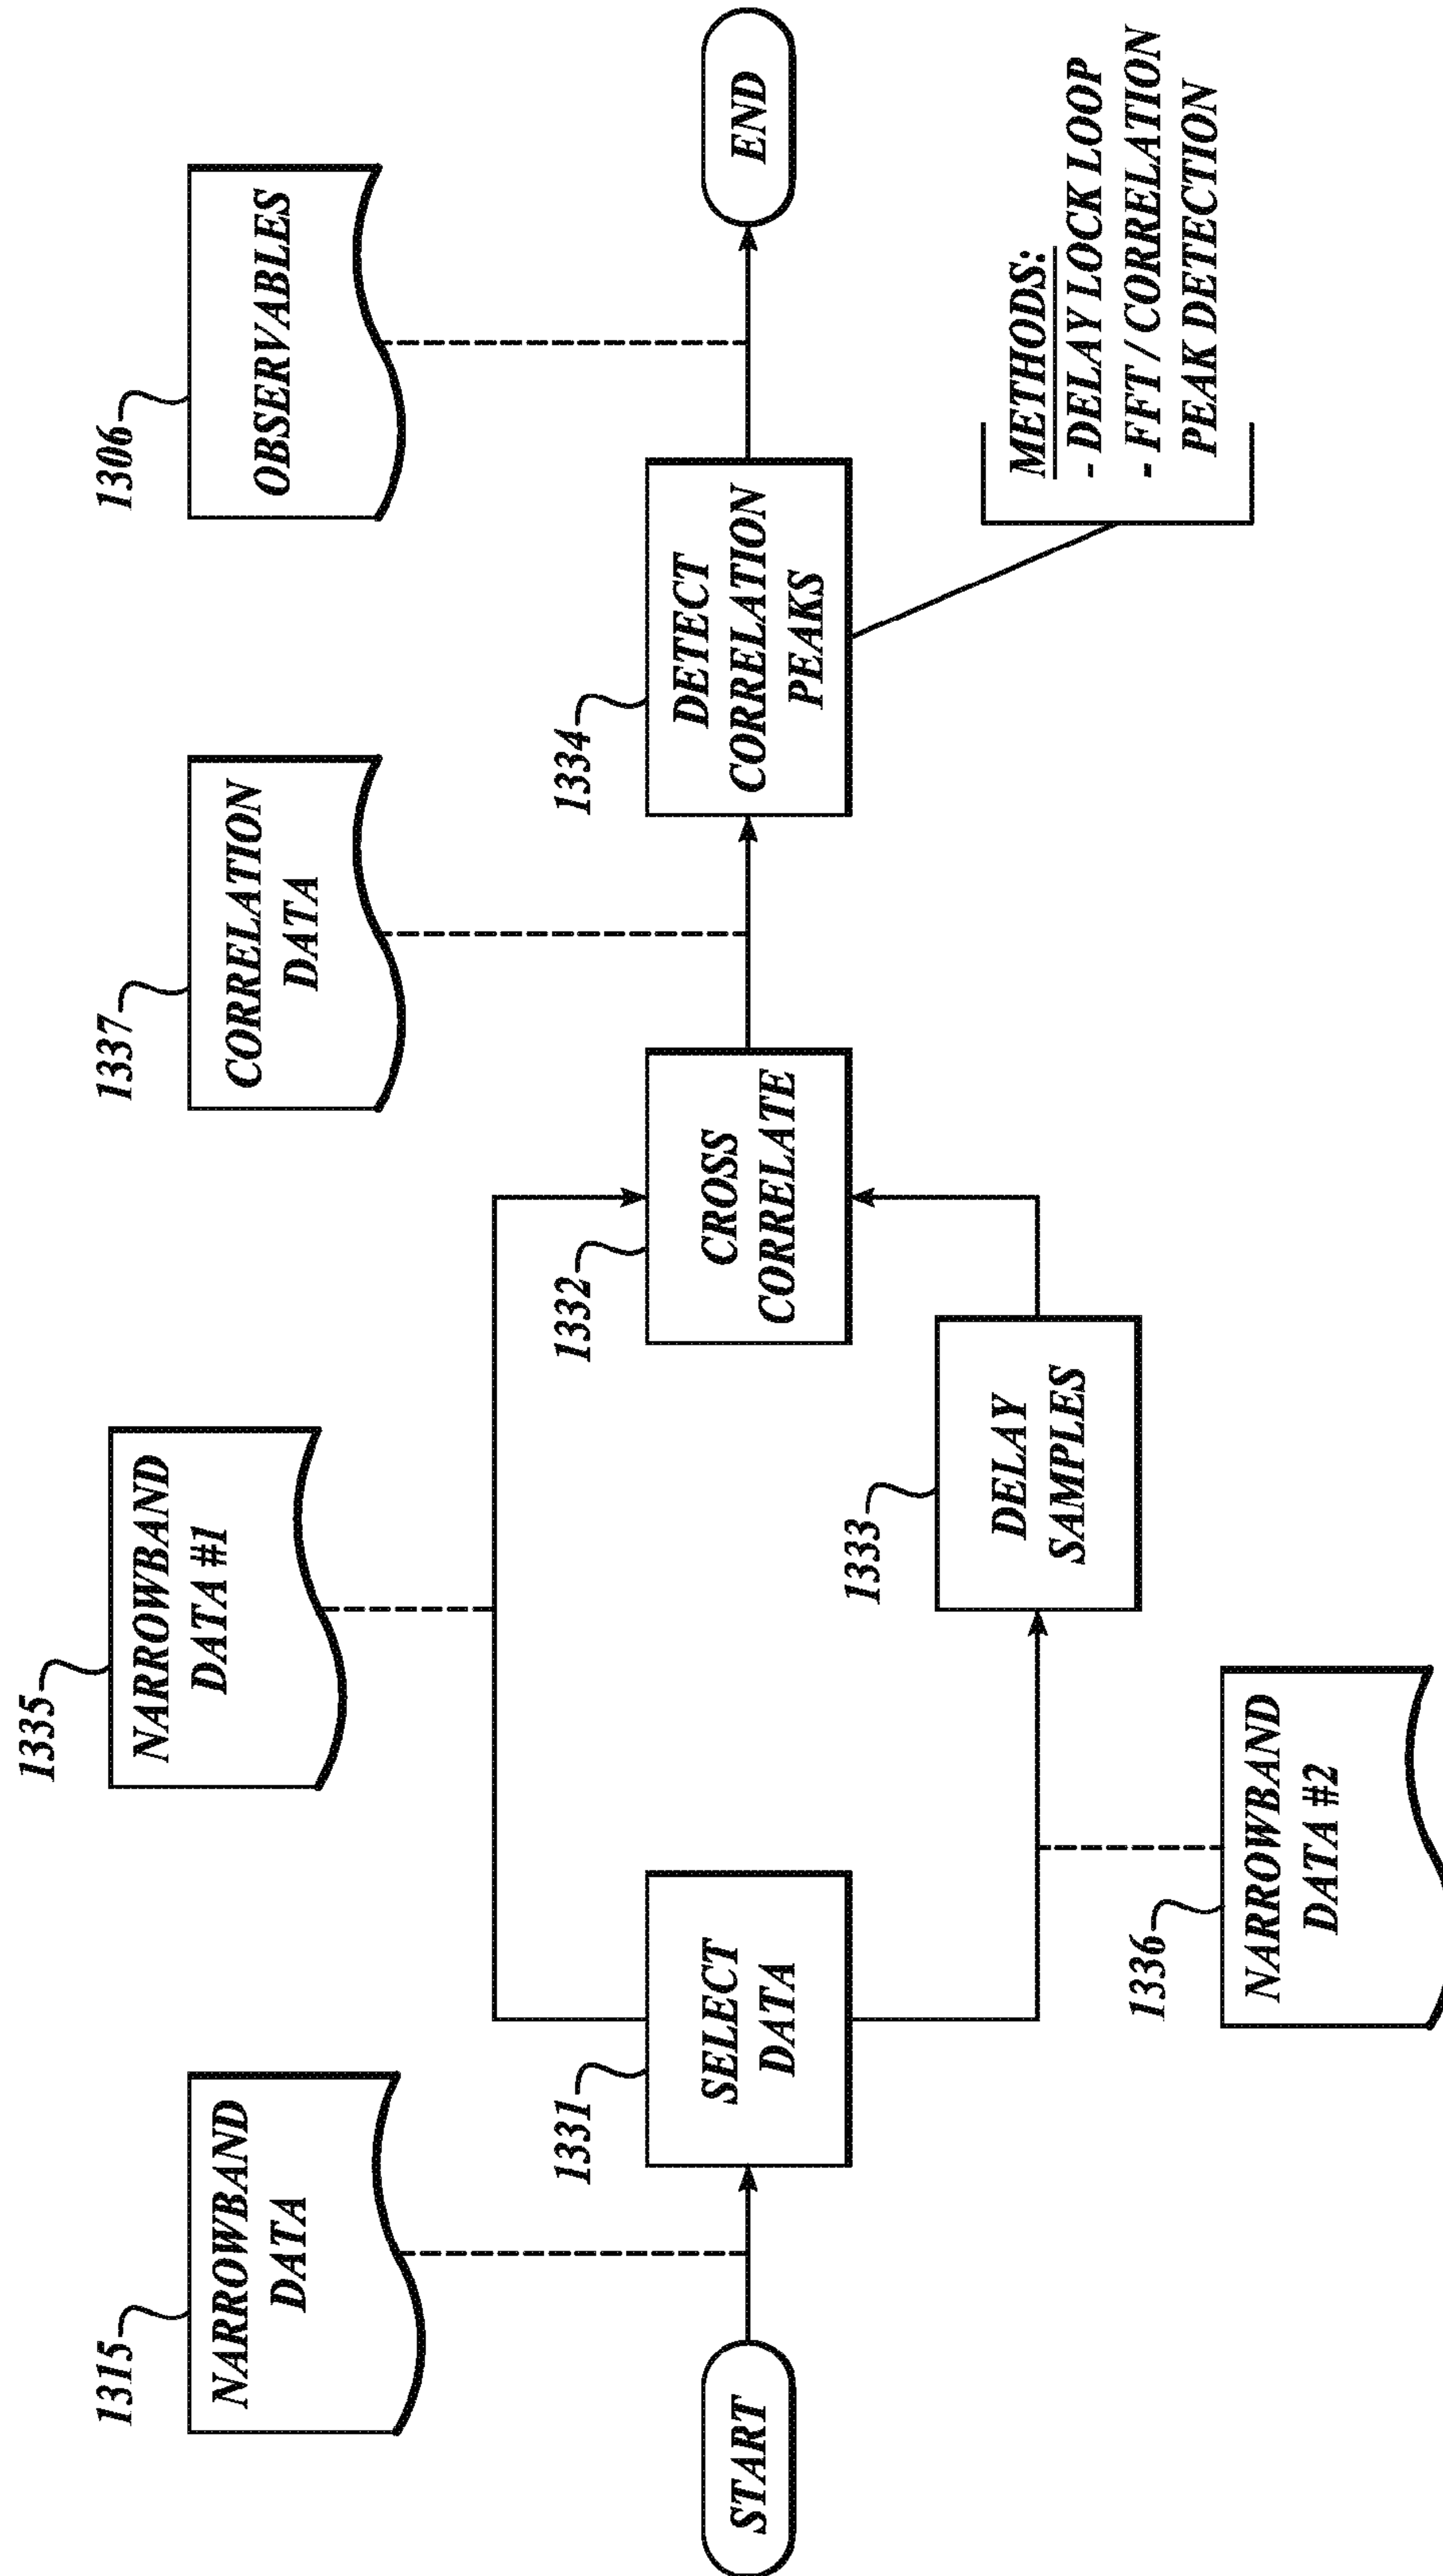 1315
NARROWBAND
DATA
1335
NARROWBAND
DATA #1
1337
CORRELATION
DATA
1306
OBSERVABLES
START
1331
SELECT
DATA
1332
CROSS
CORRELATE
1334
DETECT
CORRELATION
PEAKS
END
1333
DELAY
SAMPLES
1336
NARROWBAND
DATA #2
METHODS:
- DELAY LOCK LOOP
- FFT / CORRELATION
PEAK DETECTION